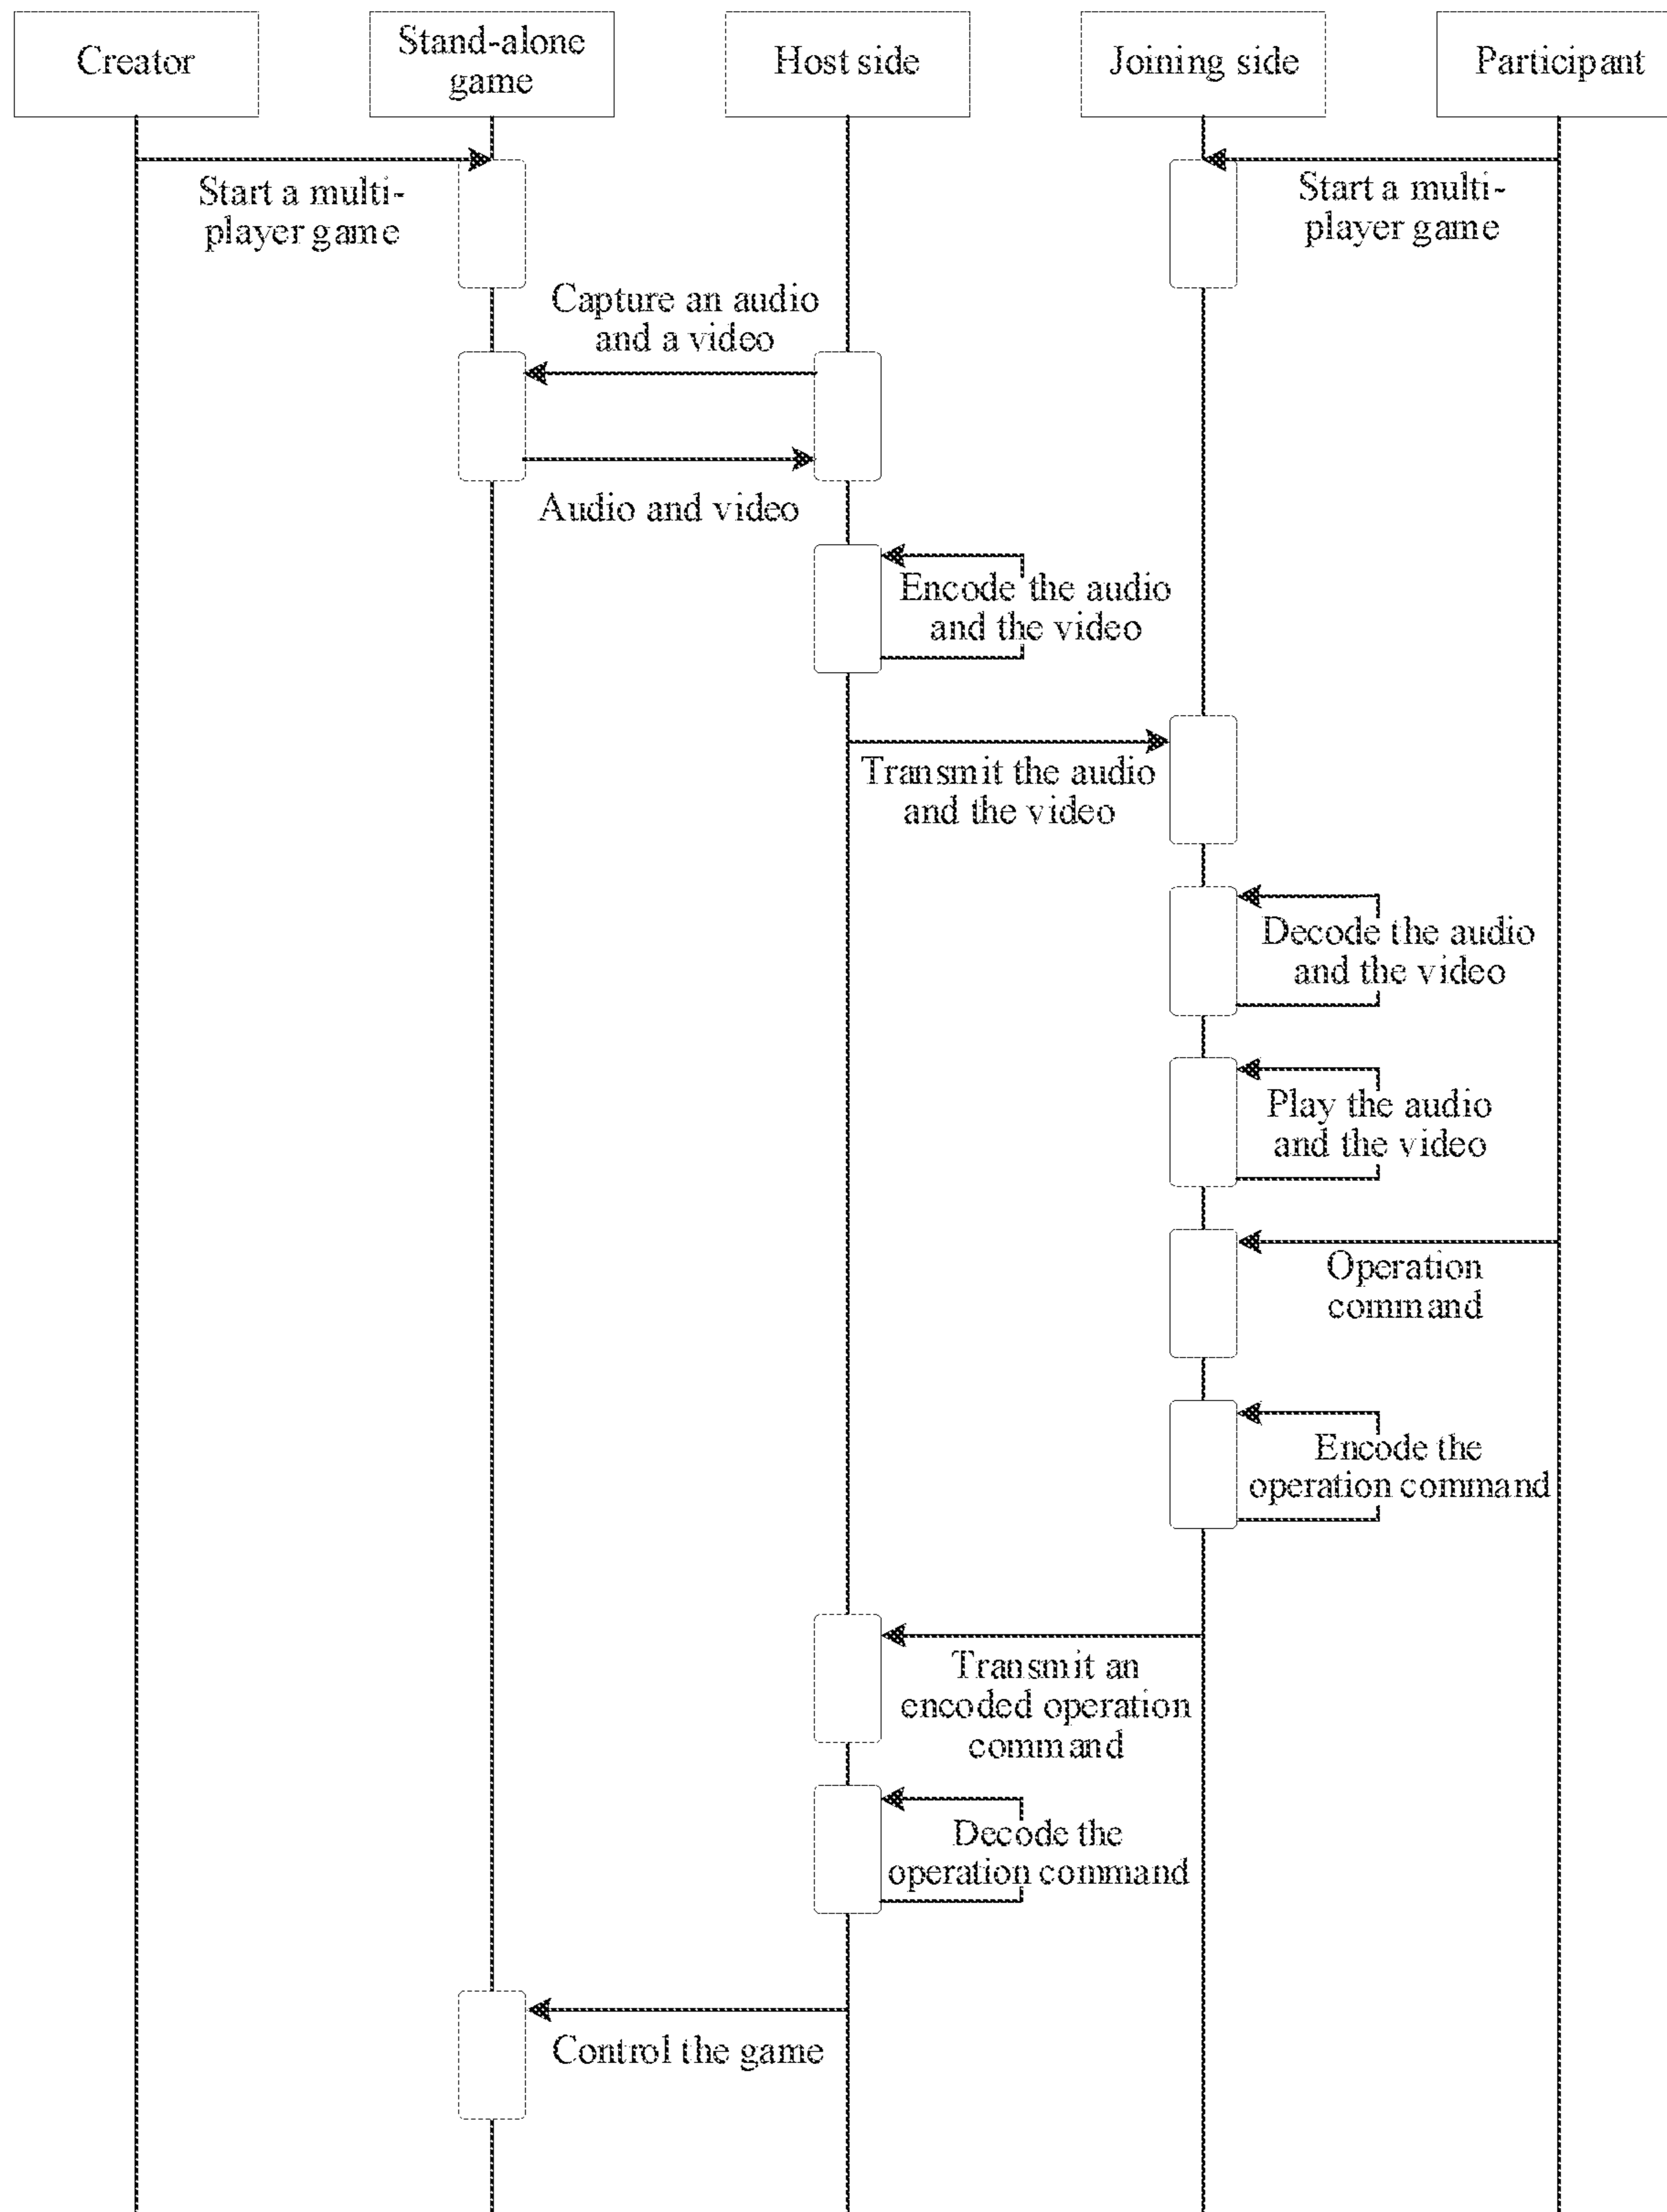 Creator
Stand-alone
game
Host side
Joining side
Participant
Start a multi-
player game
Start a multi-
player game
Capture an audio
and a video
Audio and video
Encode the audio
and the video
Transmit the audio
and the video
Decode the audio
and the video
Play the audio
and the video
Operation
command
Encode the
operation command
Transmit an
encoded operation
command
Decode the
operation command
Control the game